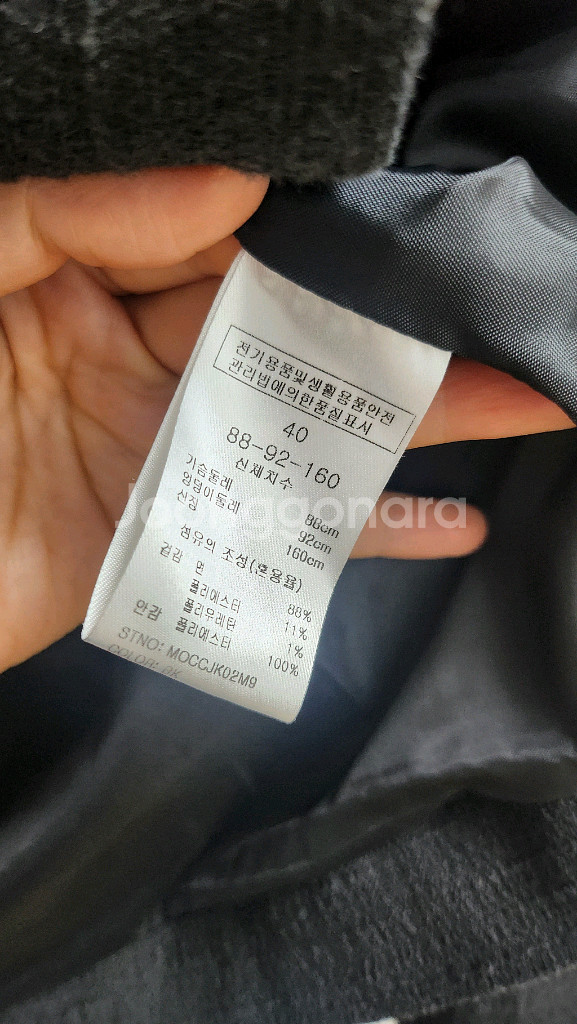 전기용품및생활용품안전
관리법에의한품질표시
40
88-92-160
신체치수
가슴둘레 88cm
엉덩이둘레 92cm
신장 160cm
섬유의 조성(혼용율)
겉감 면 88%
폴리에스터 11%
폴리우레탄 1%
안감 폴리에스터 100%
STNO: MOCCJK02M9
COLOR: BK
Joonggonara